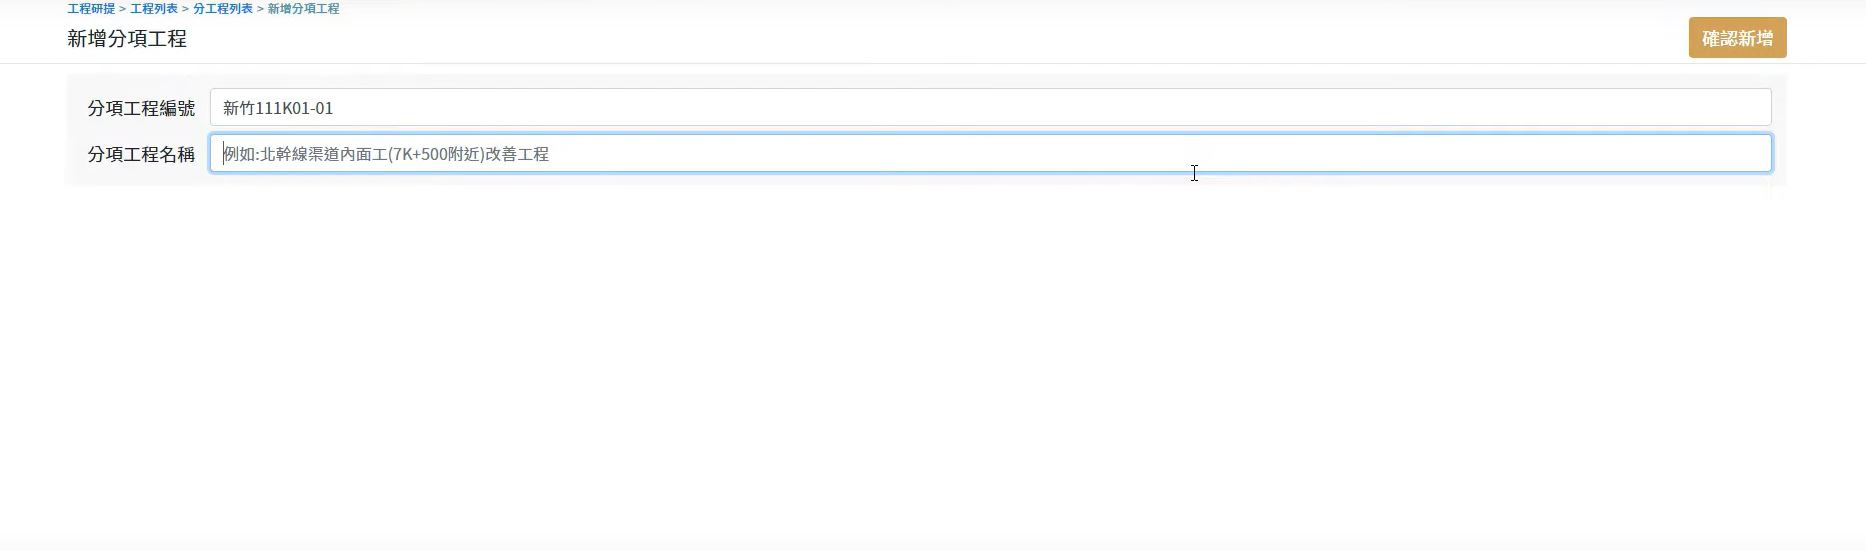 工程研提 > 工程列表 > 分工程列表 > 新增分項工程
新增分項工程
確認新增
分項工程編號 新竹111K01-01
分項工程名稱 例如:北幹線渠道內面工(7K+500附近)改善工程